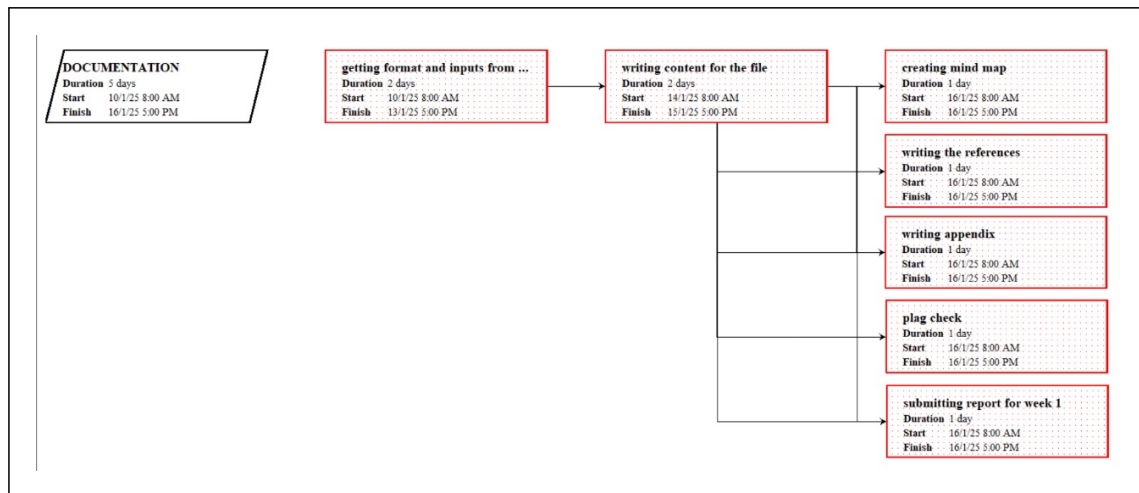 DOCUMENTATION
Duration 5 days
Start 10/1/25 8:00 AM
Finish 16/1/25 5:00 PM
getting format and inputs from ...
Duration 2 days
Start 10/1/25 8:00 AM
Finish 13/1/25 5:00 PM
writing content for the file
Duration 2 days
Start 14/1/25 8:00 AM
Finish 15/1/25 5:00 PM
creating mind map
Duration 1 day
Start 16/1/25 8:00 AM
Finish 16/1/25 5:00 PM
writing the references
Duration 1 day
Start 16/1/25 8:00 AM
Finish 16/1/25 5:00 PM
writing appendix
Duration 1 day
Start 16/1/25 8:00 AM
Finish 16/1/25 5:00 PM
plag check
Duration 1 day
Start 16/1/25 8:00 AM
Finish 16/1/25 5:00 PM
submitting report for week 1
Duration 1 day
Start 16/1/25 8:00 AM
Finish 16/1/25 5:00 PM